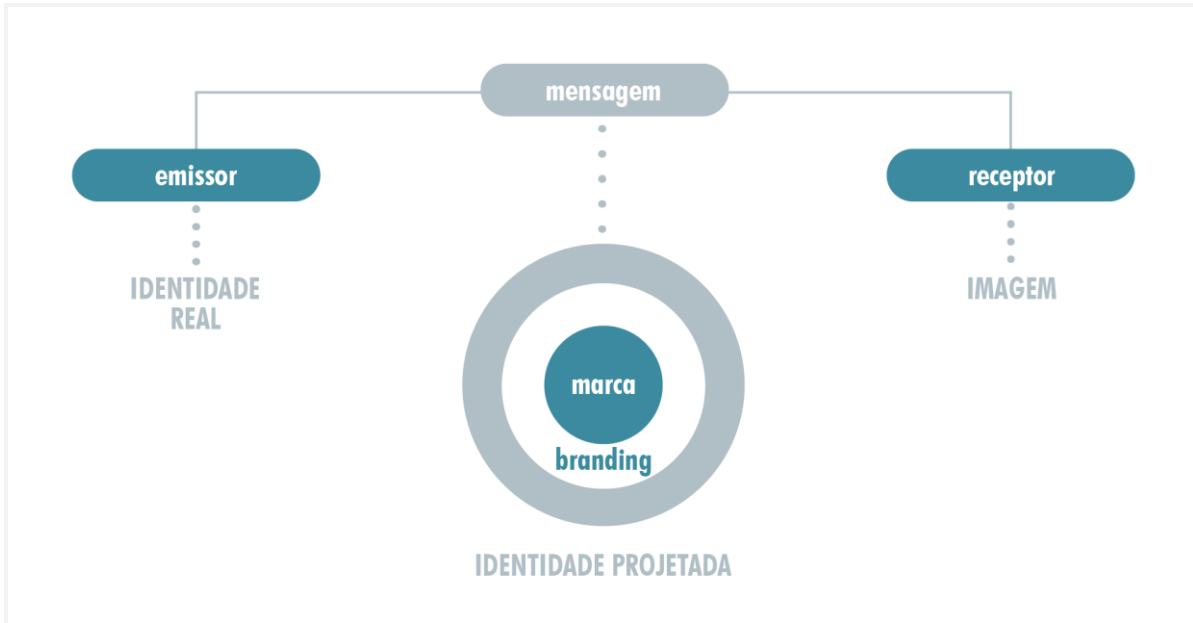 mensagem
emissor
receptor
IDENTIDADE
REAL
IMAGEM
marca
branding
IDENTIDADE PROJETADA